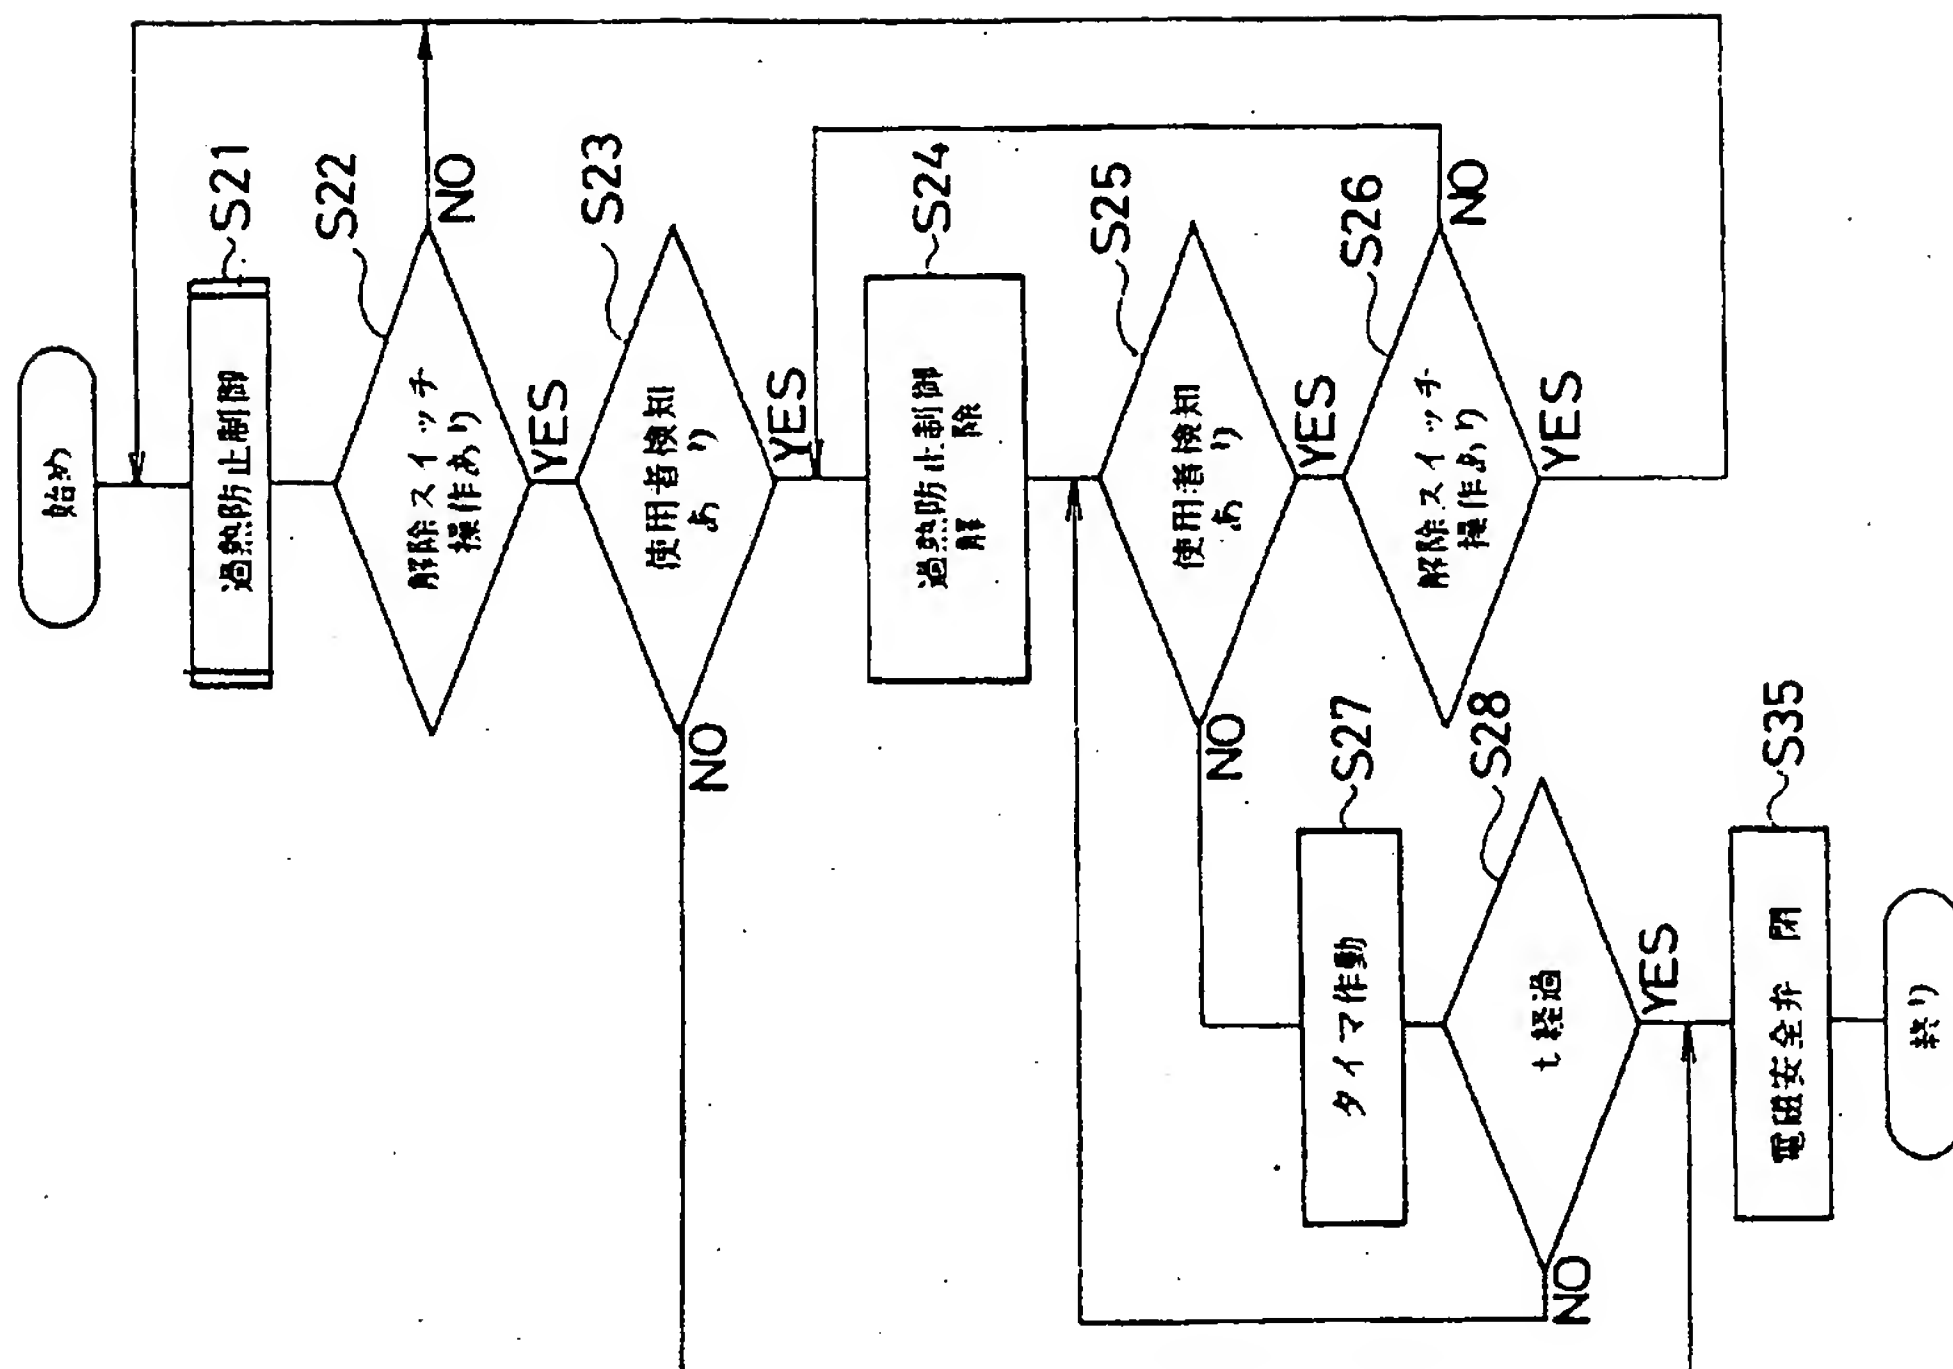 始め
過熱防止制御
S21
解除スイッチ
操作あり
S22
NO
YES
使用者検知
あり
S23
NO
YES
過熱防止制御
解除
S24
使用者検知
あり
S25
NO
YES
解除スイッチ
操作あり
S26
NO
YES
タイマ作動
S27
t経過
S28
NO
YES
電磁安全弁 閉
S35
終り